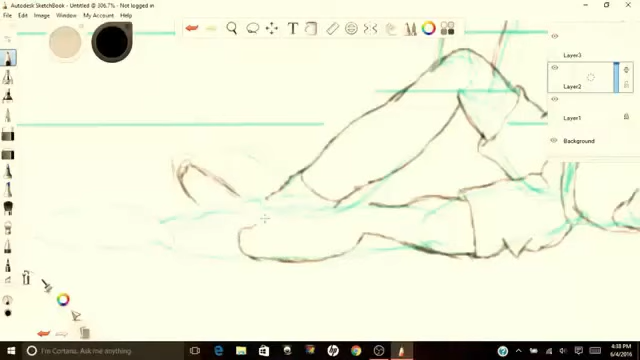 Autodesk SketchBook @ 306.7% - Not logged in
File Edit Image Window My Account Help
Layer3
Layer2
Layer1
Background
I'm Cortana. Ask me anything.
4:38 PM
6/4/2016